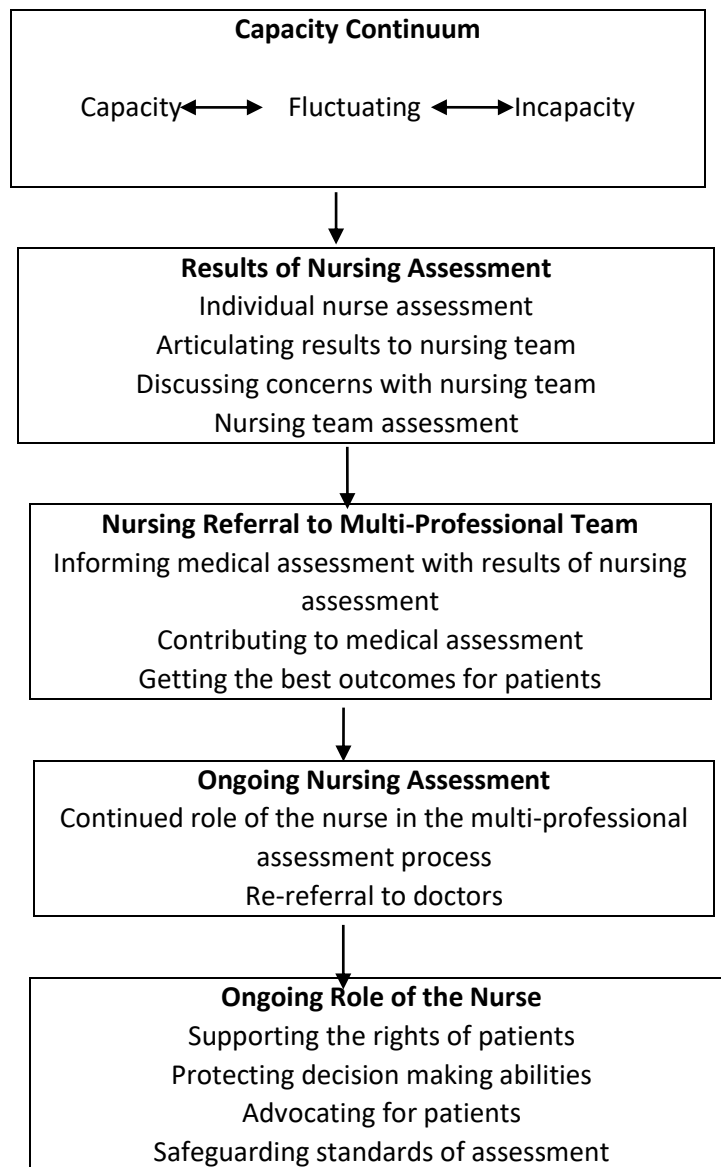 Capacity Continuum
Capacity Fluctuating Incapacity
Results of Nursing Assessment
Individual nurse assessment
Articulating results to nursing team
Discussing concerns with nursing team
Nursing team assessment
Nursing Referral to Multi-Professional Team
Informing medical assessment with results of nursing
assessment
Contributing to medical assessment
Getting the best outcomes for patients
Ongoing Nursing Assessment
Continued role of the nurse in the multi-professional
assessment process
Re-referral to doctors
Ongoing Role of the Nurse
Supporting the rights of patients
Protecting decision making abilities
Advocating for patients
Safeguarding standards of assessment